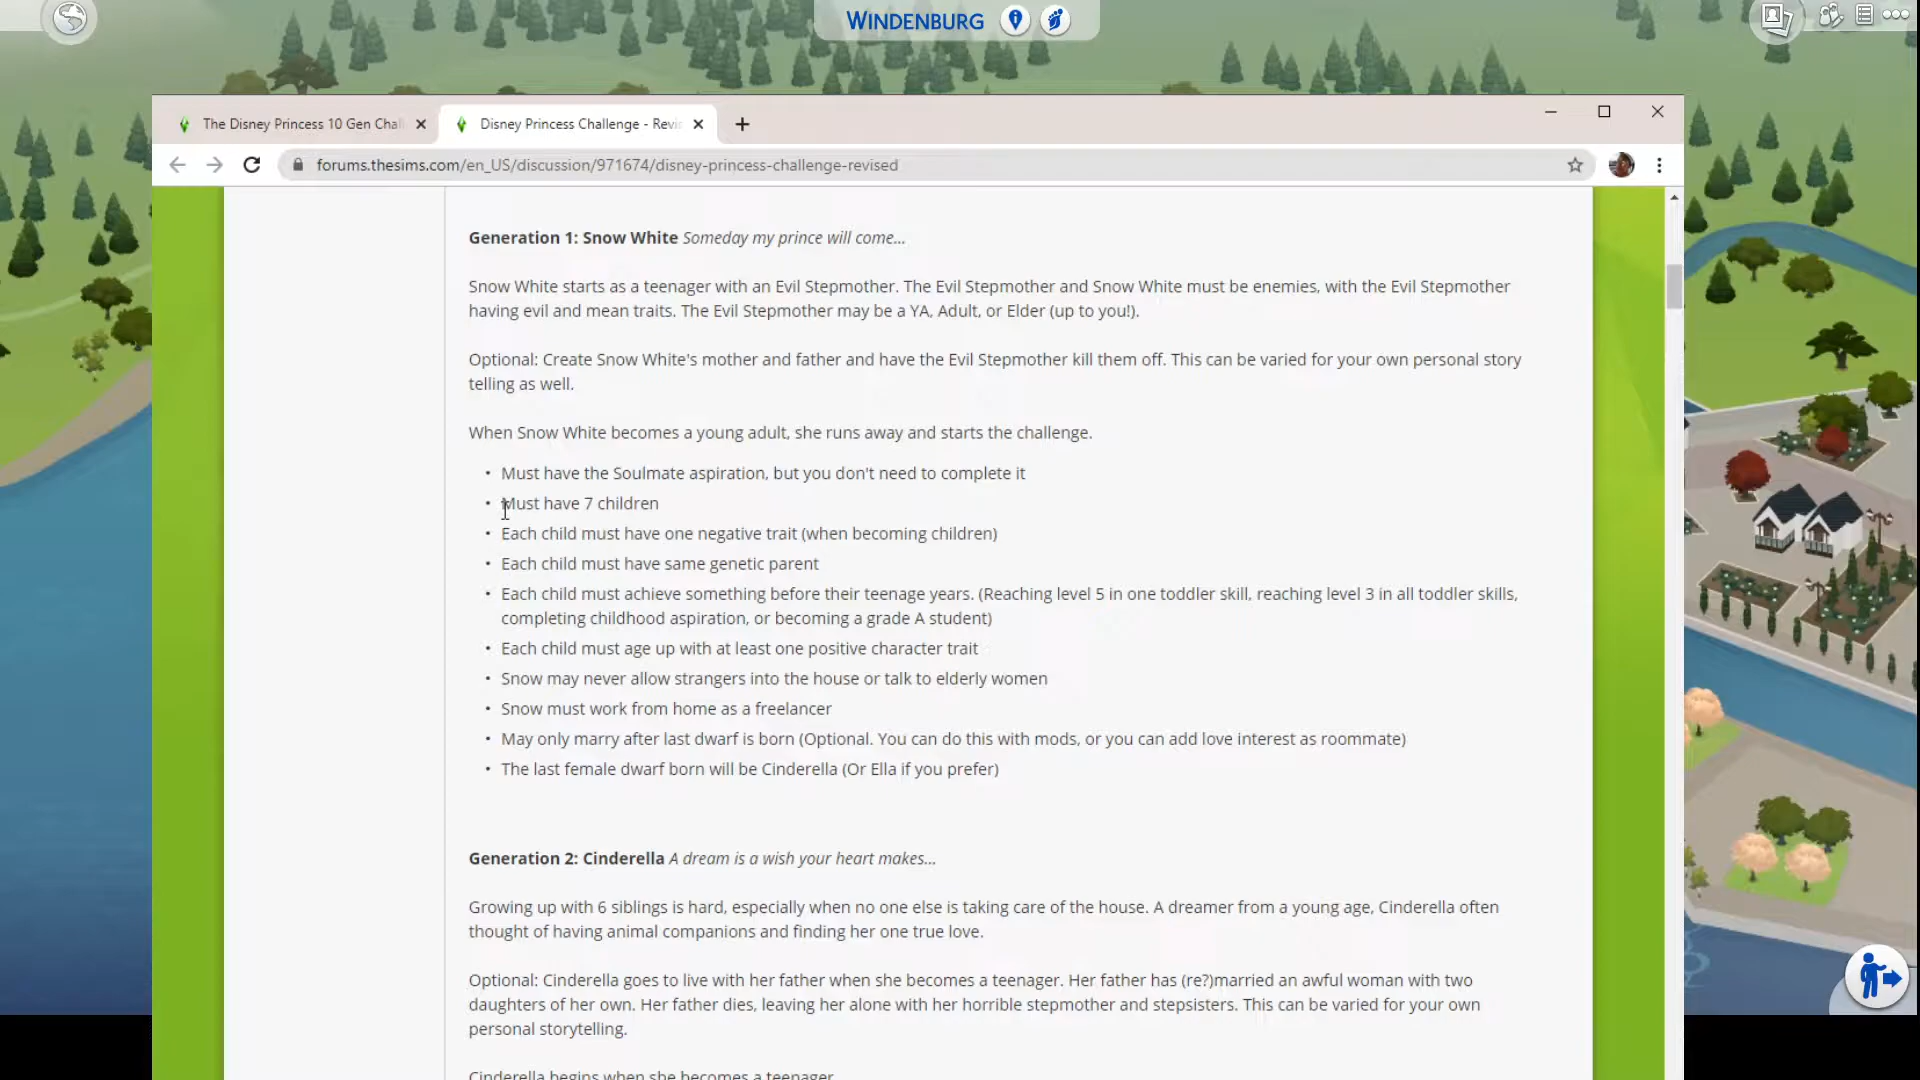 WINDENBURG
The Disney Princess 10 Gen Chal
Disney Princess Challenge - Revi
forums.thesims.com/en_US/discussion/971674/disney-princess-challenge-revised
Generation 1: Snow White Someday my prince will come...
Snow White starts as a teenager with an Evil Stepmother. The Evil Stepmother and Snow White must be enemies, with the Evil Stepmother
having evil and mean traits. The Evil Stepmother may be a YA, Adult, or Elder (up to you!).
Optional: Create Snow White's mother and father and have the Evil Stepmother kill them off. This can be varied for your own personal story
telling as well.
When Snow White becomes a young adult, she runs away and starts the challenge.
• Must have the Soulmate aspiration, but you don't need to complete it
• Must have 7 children
• Each child must have one negative trait (when becoming children)
• Each child must have same genetic parent
• Each child must achieve something before their teenage years. (Reaching level 5 in one toddler skill, reaching level 3 in all toddler skills,
completing childhood aspiration, or becoming a grade A student)
• Each child must age up with at least one positive character trait
• Snow may never allow strangers into the house or talk to elderly women
• Snow must work from home as a freelancer
• May only marry after last dwarf is born (Optional. You can do this with mods, or you can add love interest as roommate)
• The last female dwarf born will be Cinderella (Or Ella if you prefer)
Generation 2: Cinderella A dream is a wish your heart makes...
Growing up with 6 siblings is hard, especially when no one else is taking care of the house. A dreamer from a young age, Cinderella often
thought of having animal companions and finding her one true love.
Optional: Cinderella goes to live with her father when she becomes a teenager. Her father has (re?)married an awful woman with two
daughters of her own. Her father dies, leaving her alone with her horrible stepmother and stepsisters. This can be varied for your own
personal storytelling.
Cinderella begins when she becomes a teenager